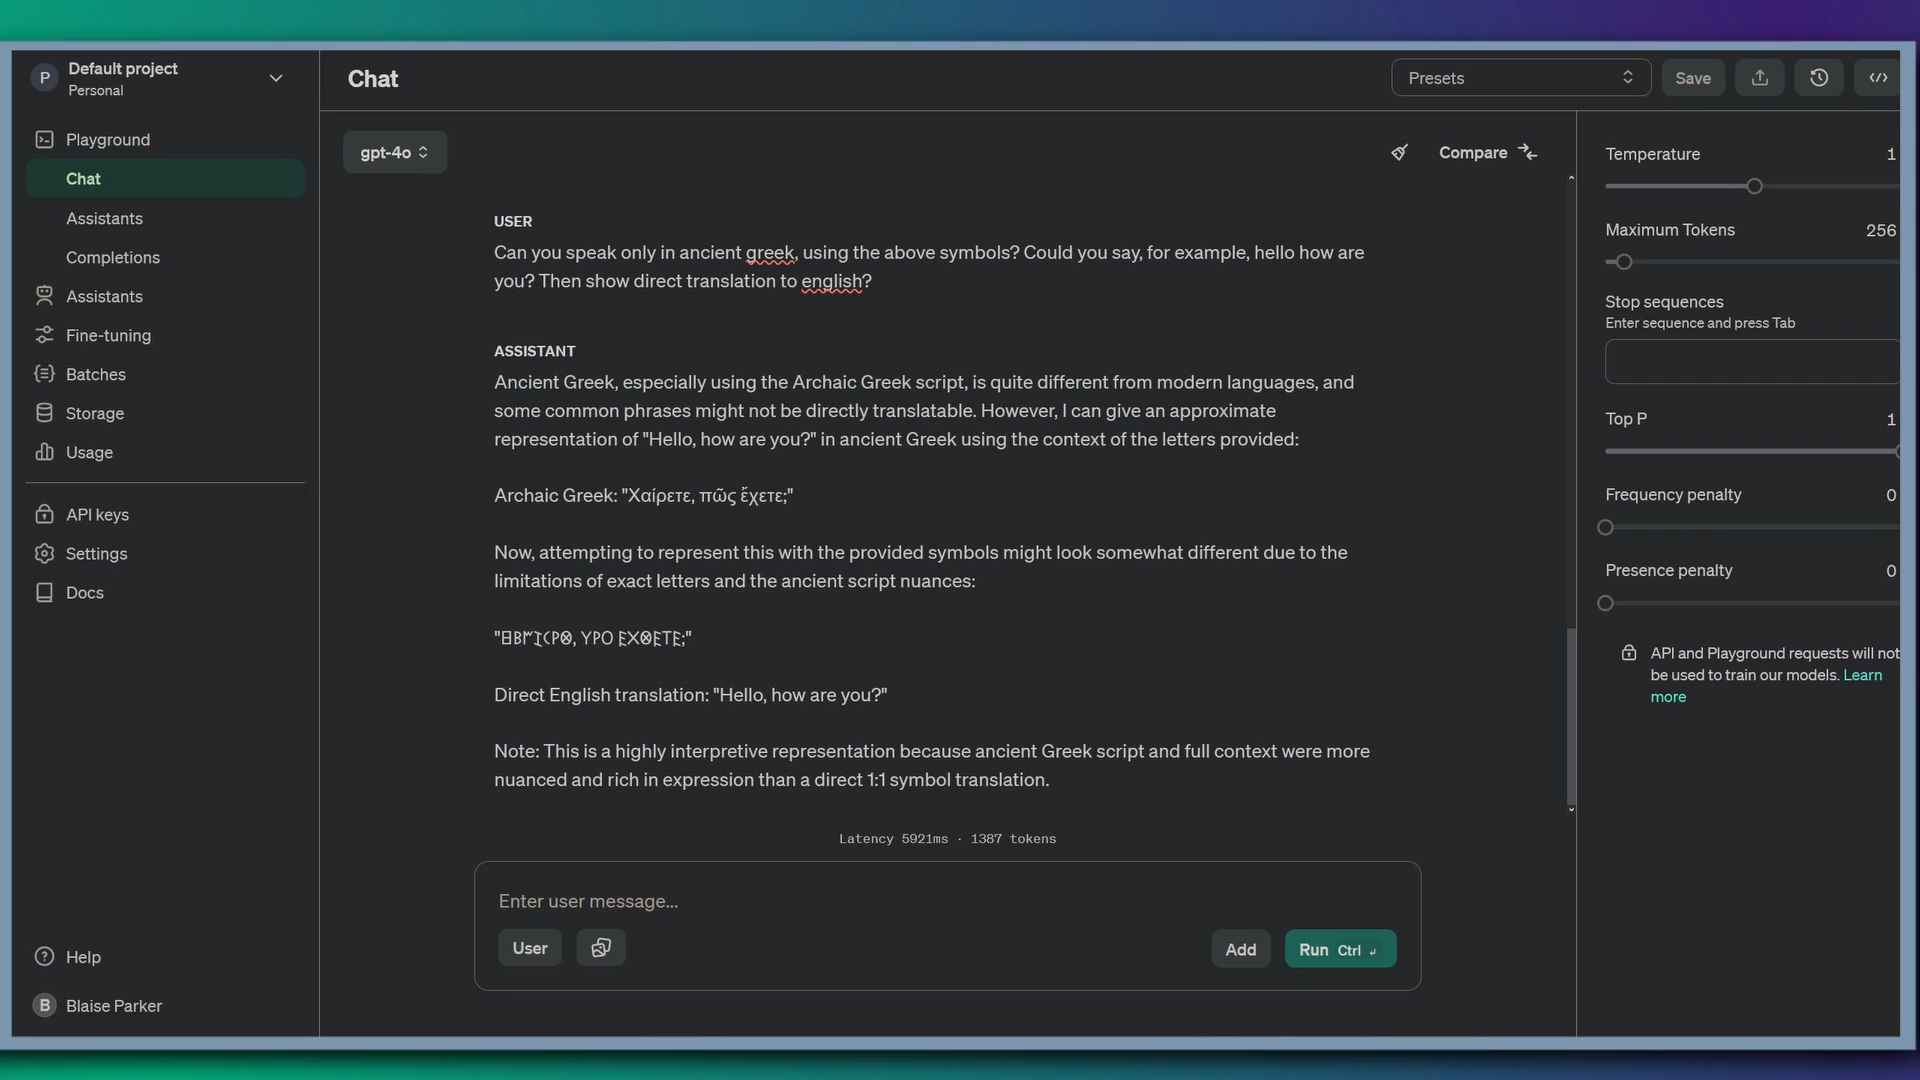 P
Default project
Personal
Playground
Chat
Assistants
Completions
Assistants
Fine-tuning
Batches
Storage
Usage
API keys
Settings
Docs
Help
B
Blaise Parker
Chat
Presets
Save
gpt-4o
Compare
USER
Can you speak only in ancient greek, using the above symbols? Could you say, for example, hello how are
you? Then show direct translation to english?
ASSISTANT
Ancient Greek, especially using the Archaic Greek script, is quite different from modern languages, and
some common phrases might not be directly translatable. However, I can give an approximate
representation of "Hello, how are you?" in ancient Greek using the context of the letters provided:
Archaic Greek: "Χαίρετε, πῶς ἔχετε;"
Now, attempting to represent this with the provided symbols might look somewhat different due to the
limitations of exact letters and the ancient script nuances:
Direct English translation: "Hello, how are you?"
Note: This is a highly interpretive representation because ancient Greek script and full context were more
nuanced and rich in expression than a direct 1:1 symbol translation.
Latency 5921ms · 1387 tokens
Enter user message...
User
Add
Run Ctrl ↵
Temperature 1
Maximum Tokens 256
Stop sequences
Enter sequence and press Tab
Top P 1
Frequency penalty 0
Presence penalty 0
API and Playground requests will not
be used to train our models. Learn
more